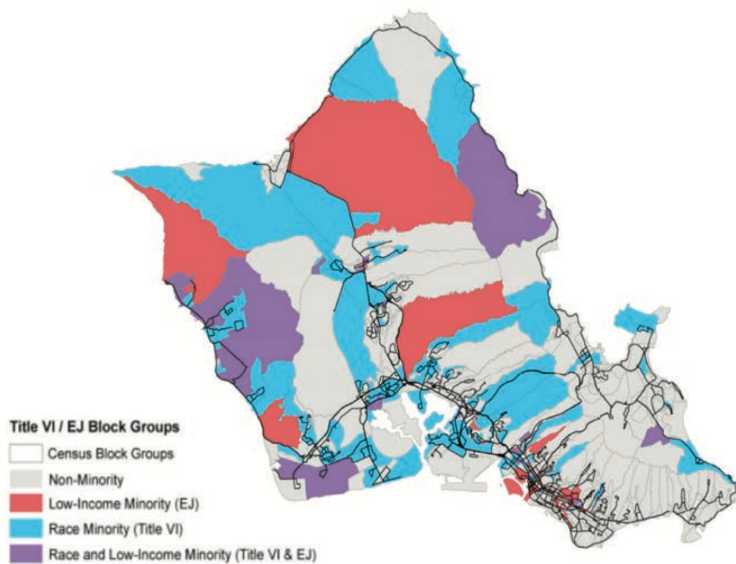 Title VI / EJ Block Groups
Census Block Groups
Non-Minority
Low-Income Minority (EJ)
Race Minority (Title VI)
Race and Low-Income Minority (Title VI & EJ)